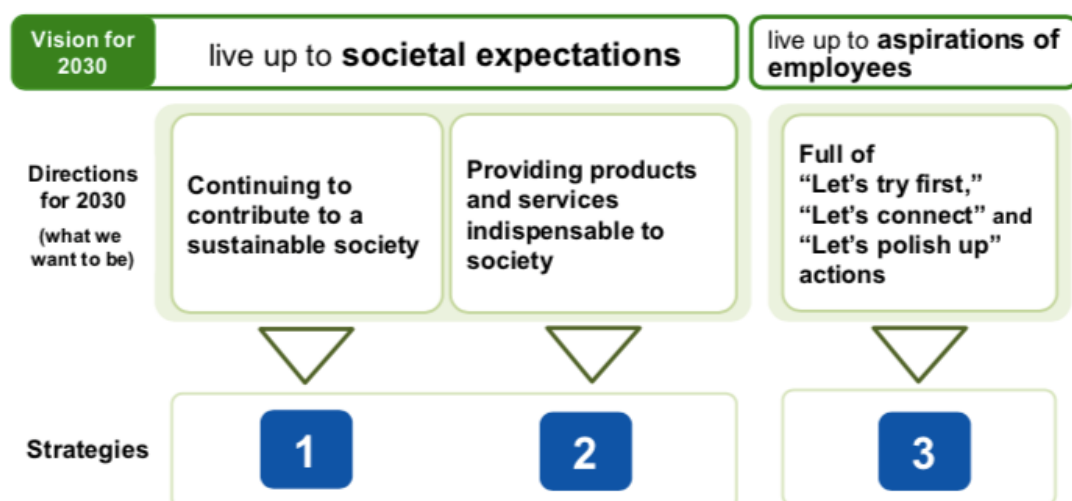 Vision for
2030
live up to societal expectations
live up to aspirations of
employees
Directions
for 2030
(what we
want to be)
Continuing to
contribute to a
sustainable society
Providing products
and services
indispensable to
society
Full of
“Let’s try first,”
“Let’s connect” and
“Let’s polish up”
actions
Strategies
1
2
3